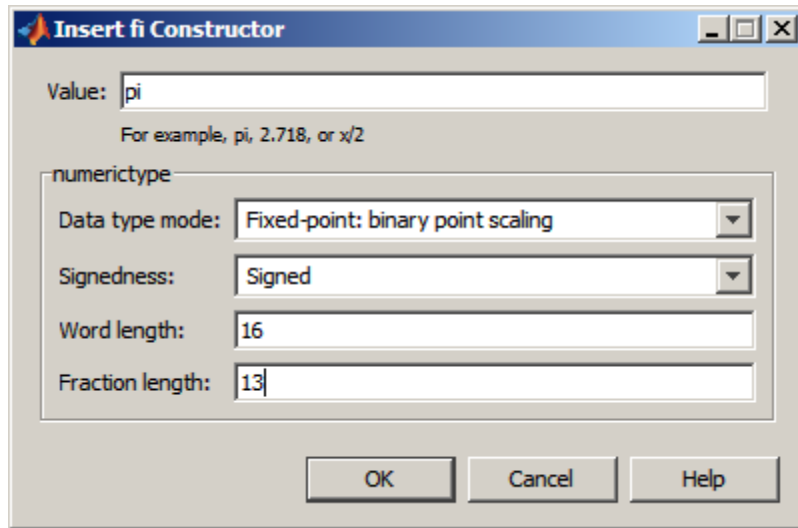 Insert fi Constructor
Value: pi
For example, pi, 2.718, or x/2
numerictype
Data type mode: Fixed-point: binary point scaling
Signedness: Signed
Word length: 16
Fraction length: 13
OK Cancel Help